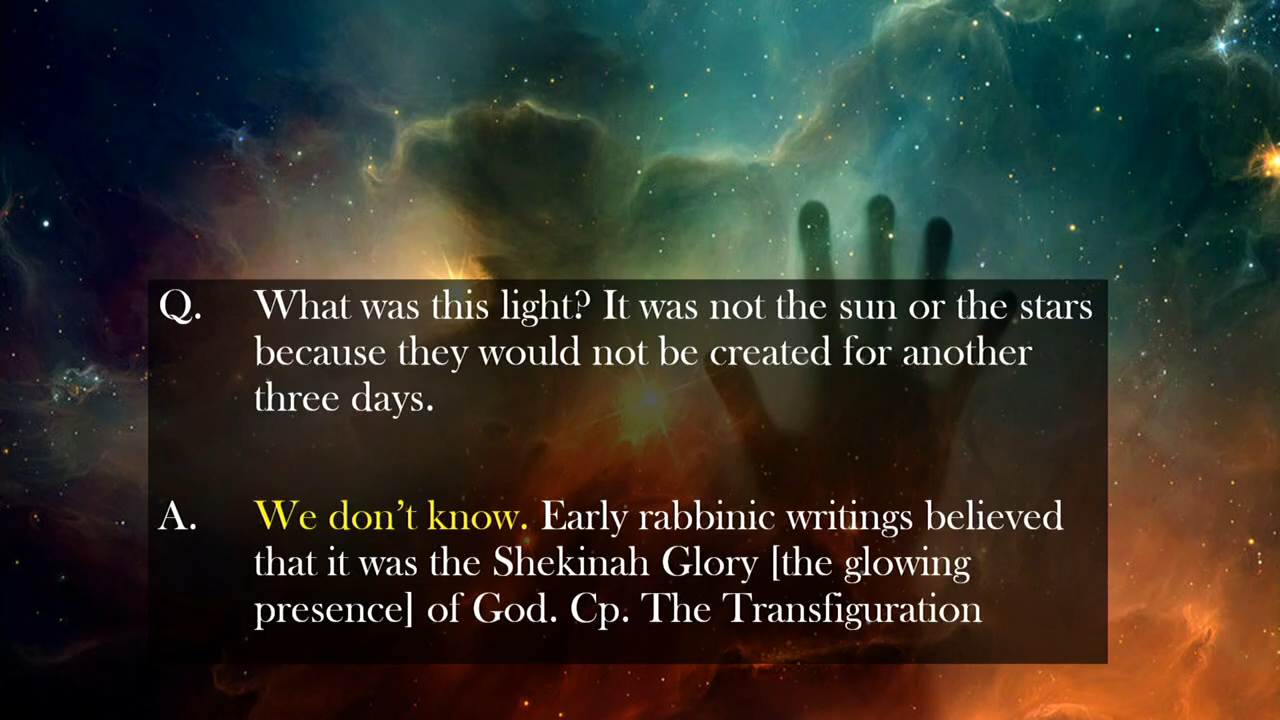 Q. What was this light? It was not the sun or the stars
because they would not be created for another
three days.
A. We don’t know. Early rabbinic writings believed
that it was the Shekinah Glory [the glowing
presence] of God. Cp. The Transfiguration